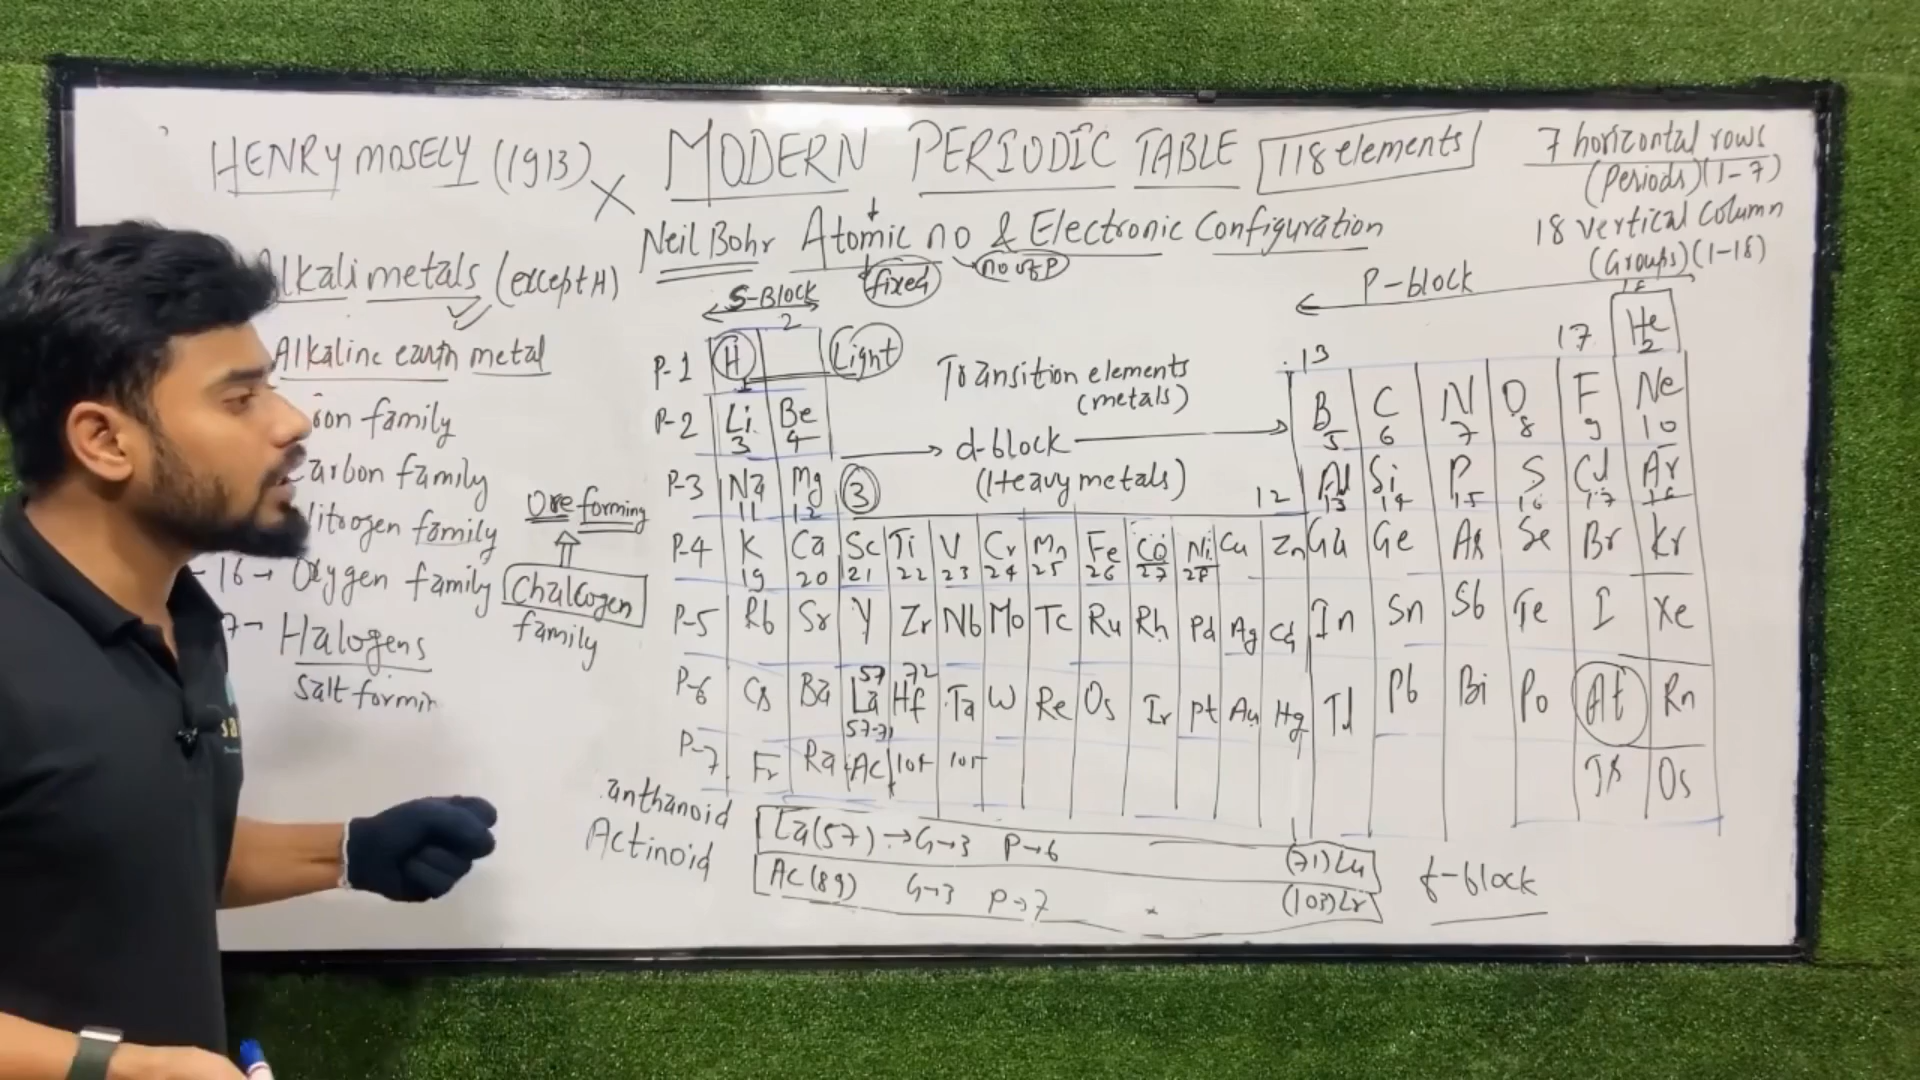 HENRY MOSELY (1913) X MODERN PERIODIC TABLE 118 elements
7 horizontal rows
(Periods) (1-7)
18 vertical Column
(Groups) (1-18)
Neil Bohr Atomic no & Electronic Configuration
fixed no of P
Alkali metals (except H)
Alkaline earth metal
family
Carbon family
Nitrogen family
16 → Oxygen family
Chalcogen
family
Ore forming
7- Halogens
Salt formin
S-Block
P-block
2
17
18
P-1 H Light He
1 2
Transition elements
(metals)
13
P-2 Li Be B C N O F Ne
3 4 5 6 7 8 9 10
d-block
(Heavy metals)
P-3 Na Mg 3 12 Al Si P S Cl Ar
11 12 13 14 15 16 17 18
P-4 K Ca Sc Ti V Cr Mn Fe Co Ni Cu Zn Ga Ge As Se Br Kr
19 20 21 22 23 24 25 26 27 28
P-5 Rb Sr Y Zr Nb Mo Tc Ru Rh Pd Ag Cd In Sn Sb Te I Xe
57 72
P-6 Cs Ba La Hf Ta W Re Os Ir Pt Au Hg Tl Pb Bi Po At Rn
57-71
P-7 Fr Ra Ac 104 105 Ts Os
anthanoid La(57) → G→3 P→6 (71)Lu
Actinoid Ac(89) G→3 P→7 (103)Lr
f-block